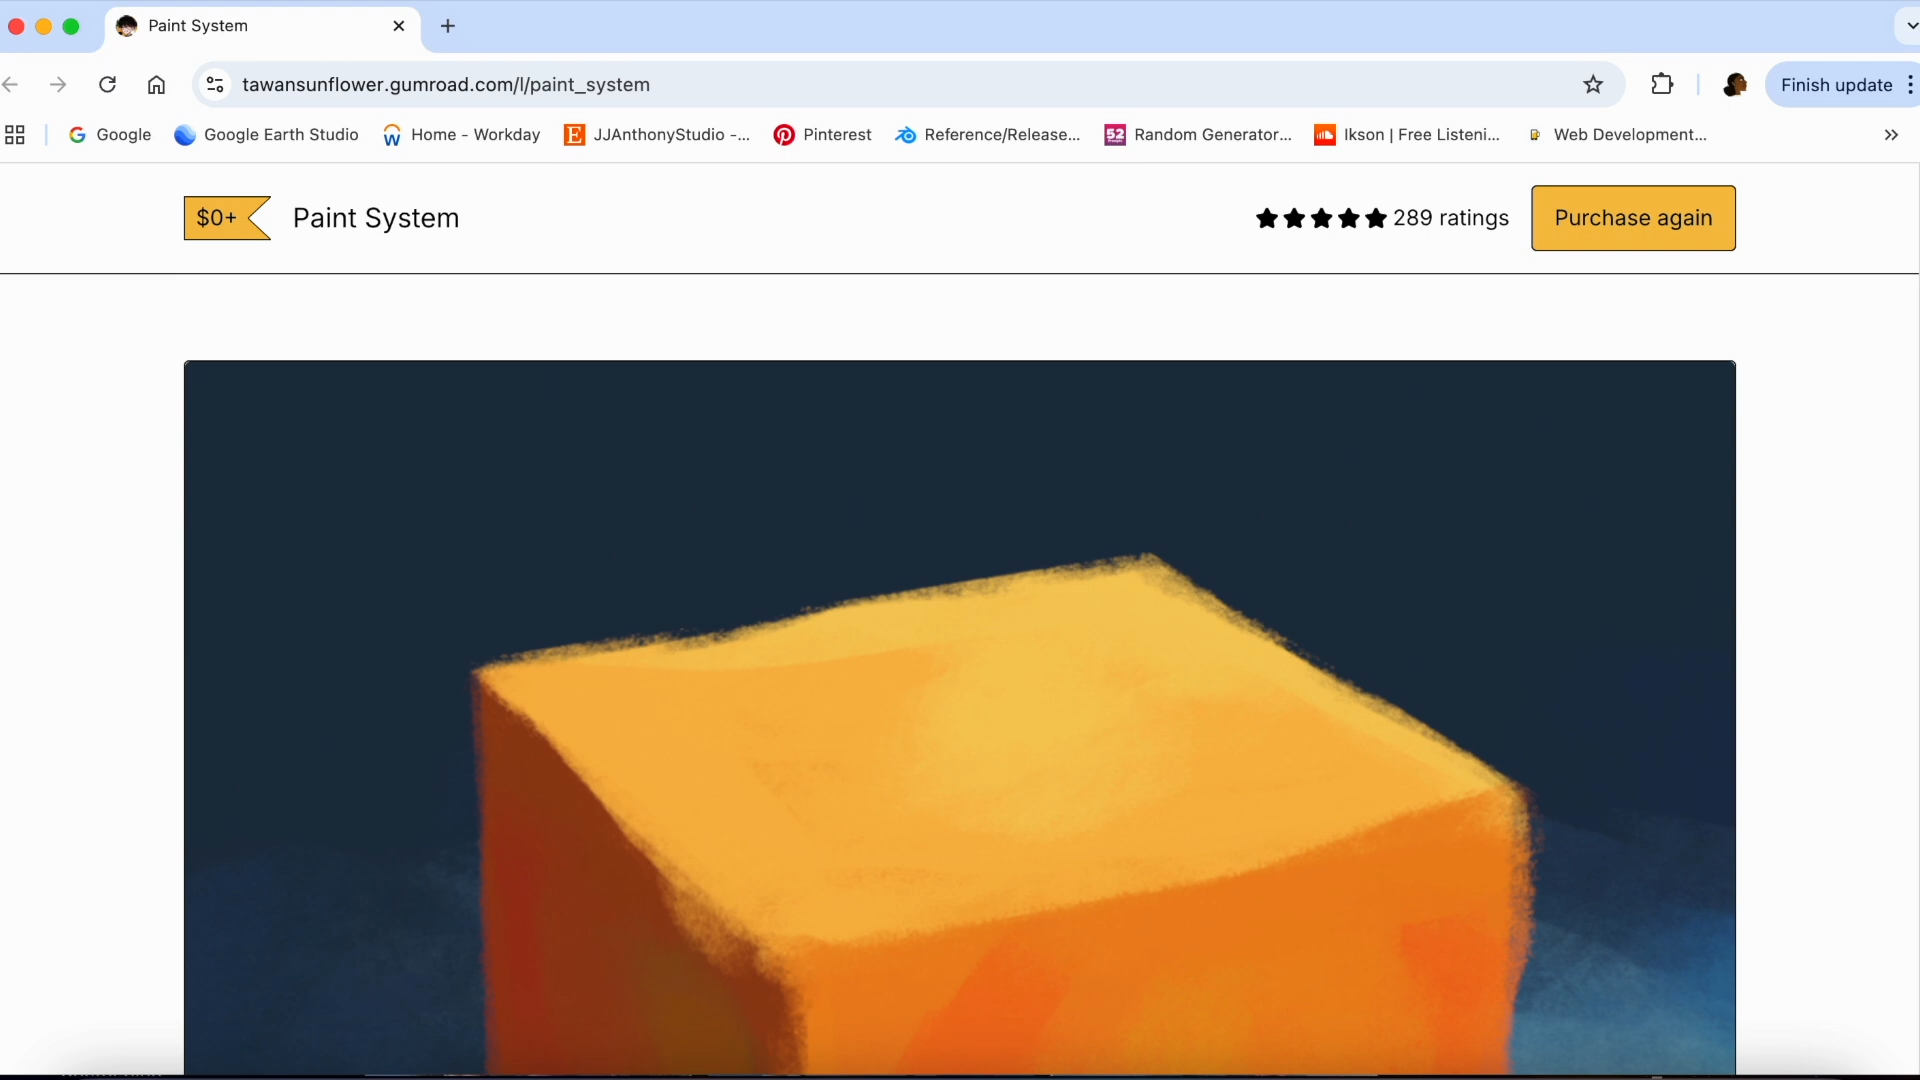 Paint System
tawansunflower.gumroad.com/l/paint_system
Finish update
Google
Google Earth Studio
Home - Workday
JJAnthonyStudio -...
Pinterest
Reference/Release...
52
Random Generator...
Ikson | Free Listeni...
Web Development...
$0+ Paint System
289 ratings
Purchase again